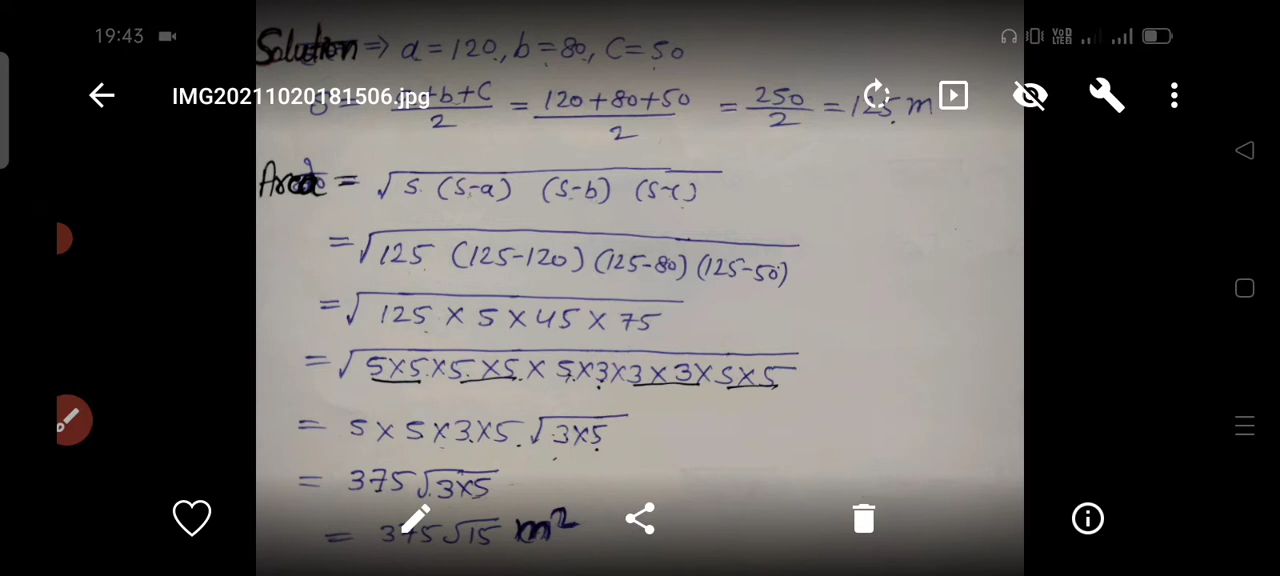 19:43 VoD LTE
Solution ⇒ a = 120, b = 80, C = 50
IMG20211020181506.jpg
S = a+b+C/2 = 120+80+50/2 = 250/2 = 125 m
Area = √S (S-a) (S-b) (S-c)
= √125 (125-120) (125-80) (125-50)
= √125 × 5 × 45 × 75
= √5×5×5×5×5×3×3×3×5×5
= 5×5×3×5 √3×5
= 375√3×5
= 375√15 m²